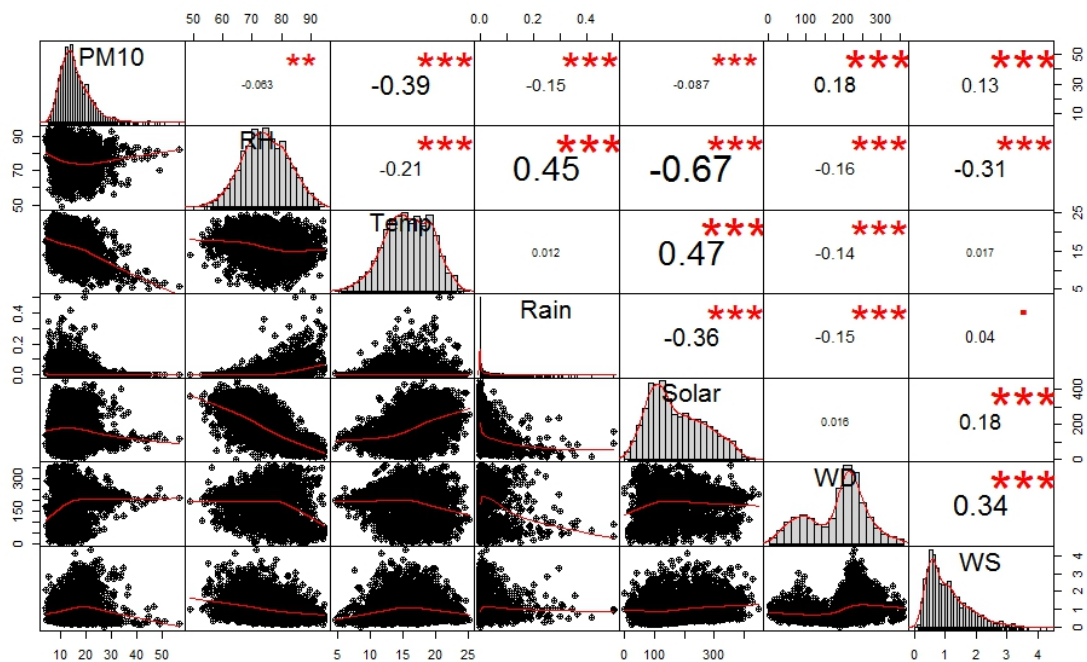 50 60 70 80 90 0.0 0.2 0.4 0 100 200 300
PM10 ** *** *** *** *** *** 50
-0.063 -0.39 -0.15 -0.087 0.18 0.13 30
10
90 RH *** *** *** *** ***
70 -0.21 0.45 -0.67 -0.16 -0.31
50
Temp *** *** 25
0.012 0.47 -0.14 0.017 15
5
0.4 Rain *** *** .
0.2 -0.36 -0.15 0.04
0.0
Solar *** 400
0.016 0.18 200
0
300 WD ***
150 0.34
0
WS 4
3
2
1
0
10 20 30 40 50 5 10 15 20 25 0 100 300 0 1 2 3 4